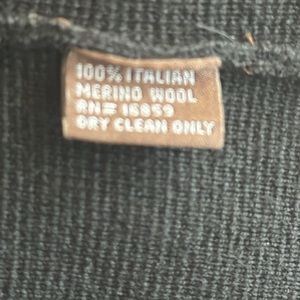 100% ITALIAN
MERINO WOOL
RN# 16859
DRY CLEAN ONLY